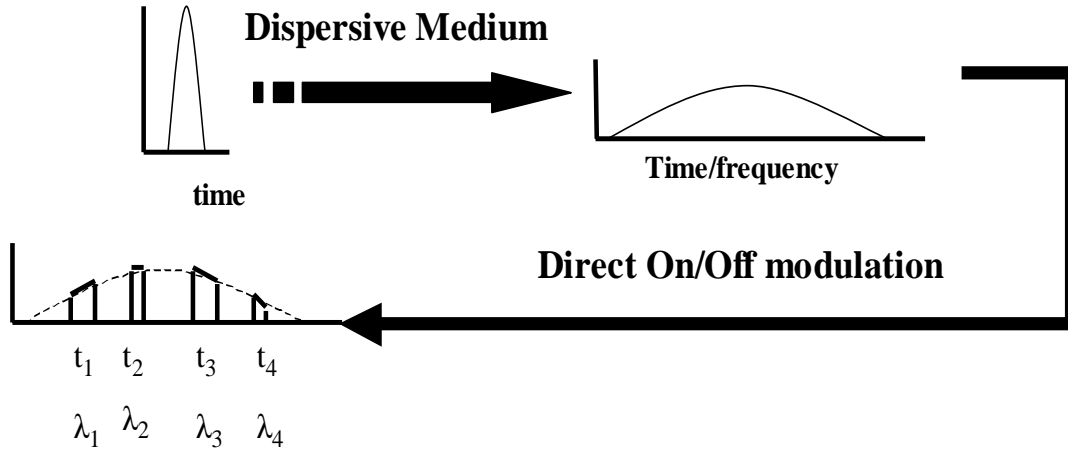 Dispersive Medium
time
Time/frequency
Direct On/Off modulation
t₁ t₂ t₃ t₄
λ₁ λ₂ λ₃ λ₄